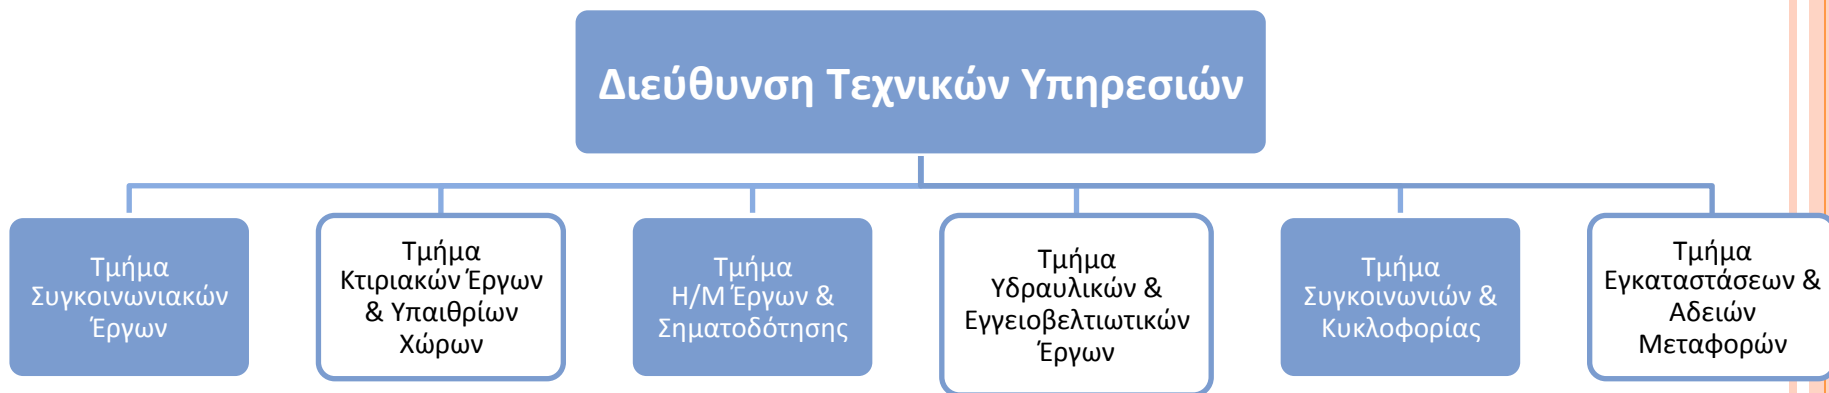 Διεύθυνση Τεχνικών Υπηρεσιών
Τμήμα
Συγκοινωνιακών
Έργων
Τμήμα
Κτιριακών Έργων
& Υπαιθρίων
Χώρων
Τμήμα
Η/Μ Έργων &
Σηματοδότησης
Τμήμα
Υδραυλικών &
Εγγειοβελτιωτικών
Έργων
Τμήμα
Συγκοινωνιών &
Κυκλοφορίας
Τμήμα
Εγκαταστάσεων &
Αδειών
Μεταφορών